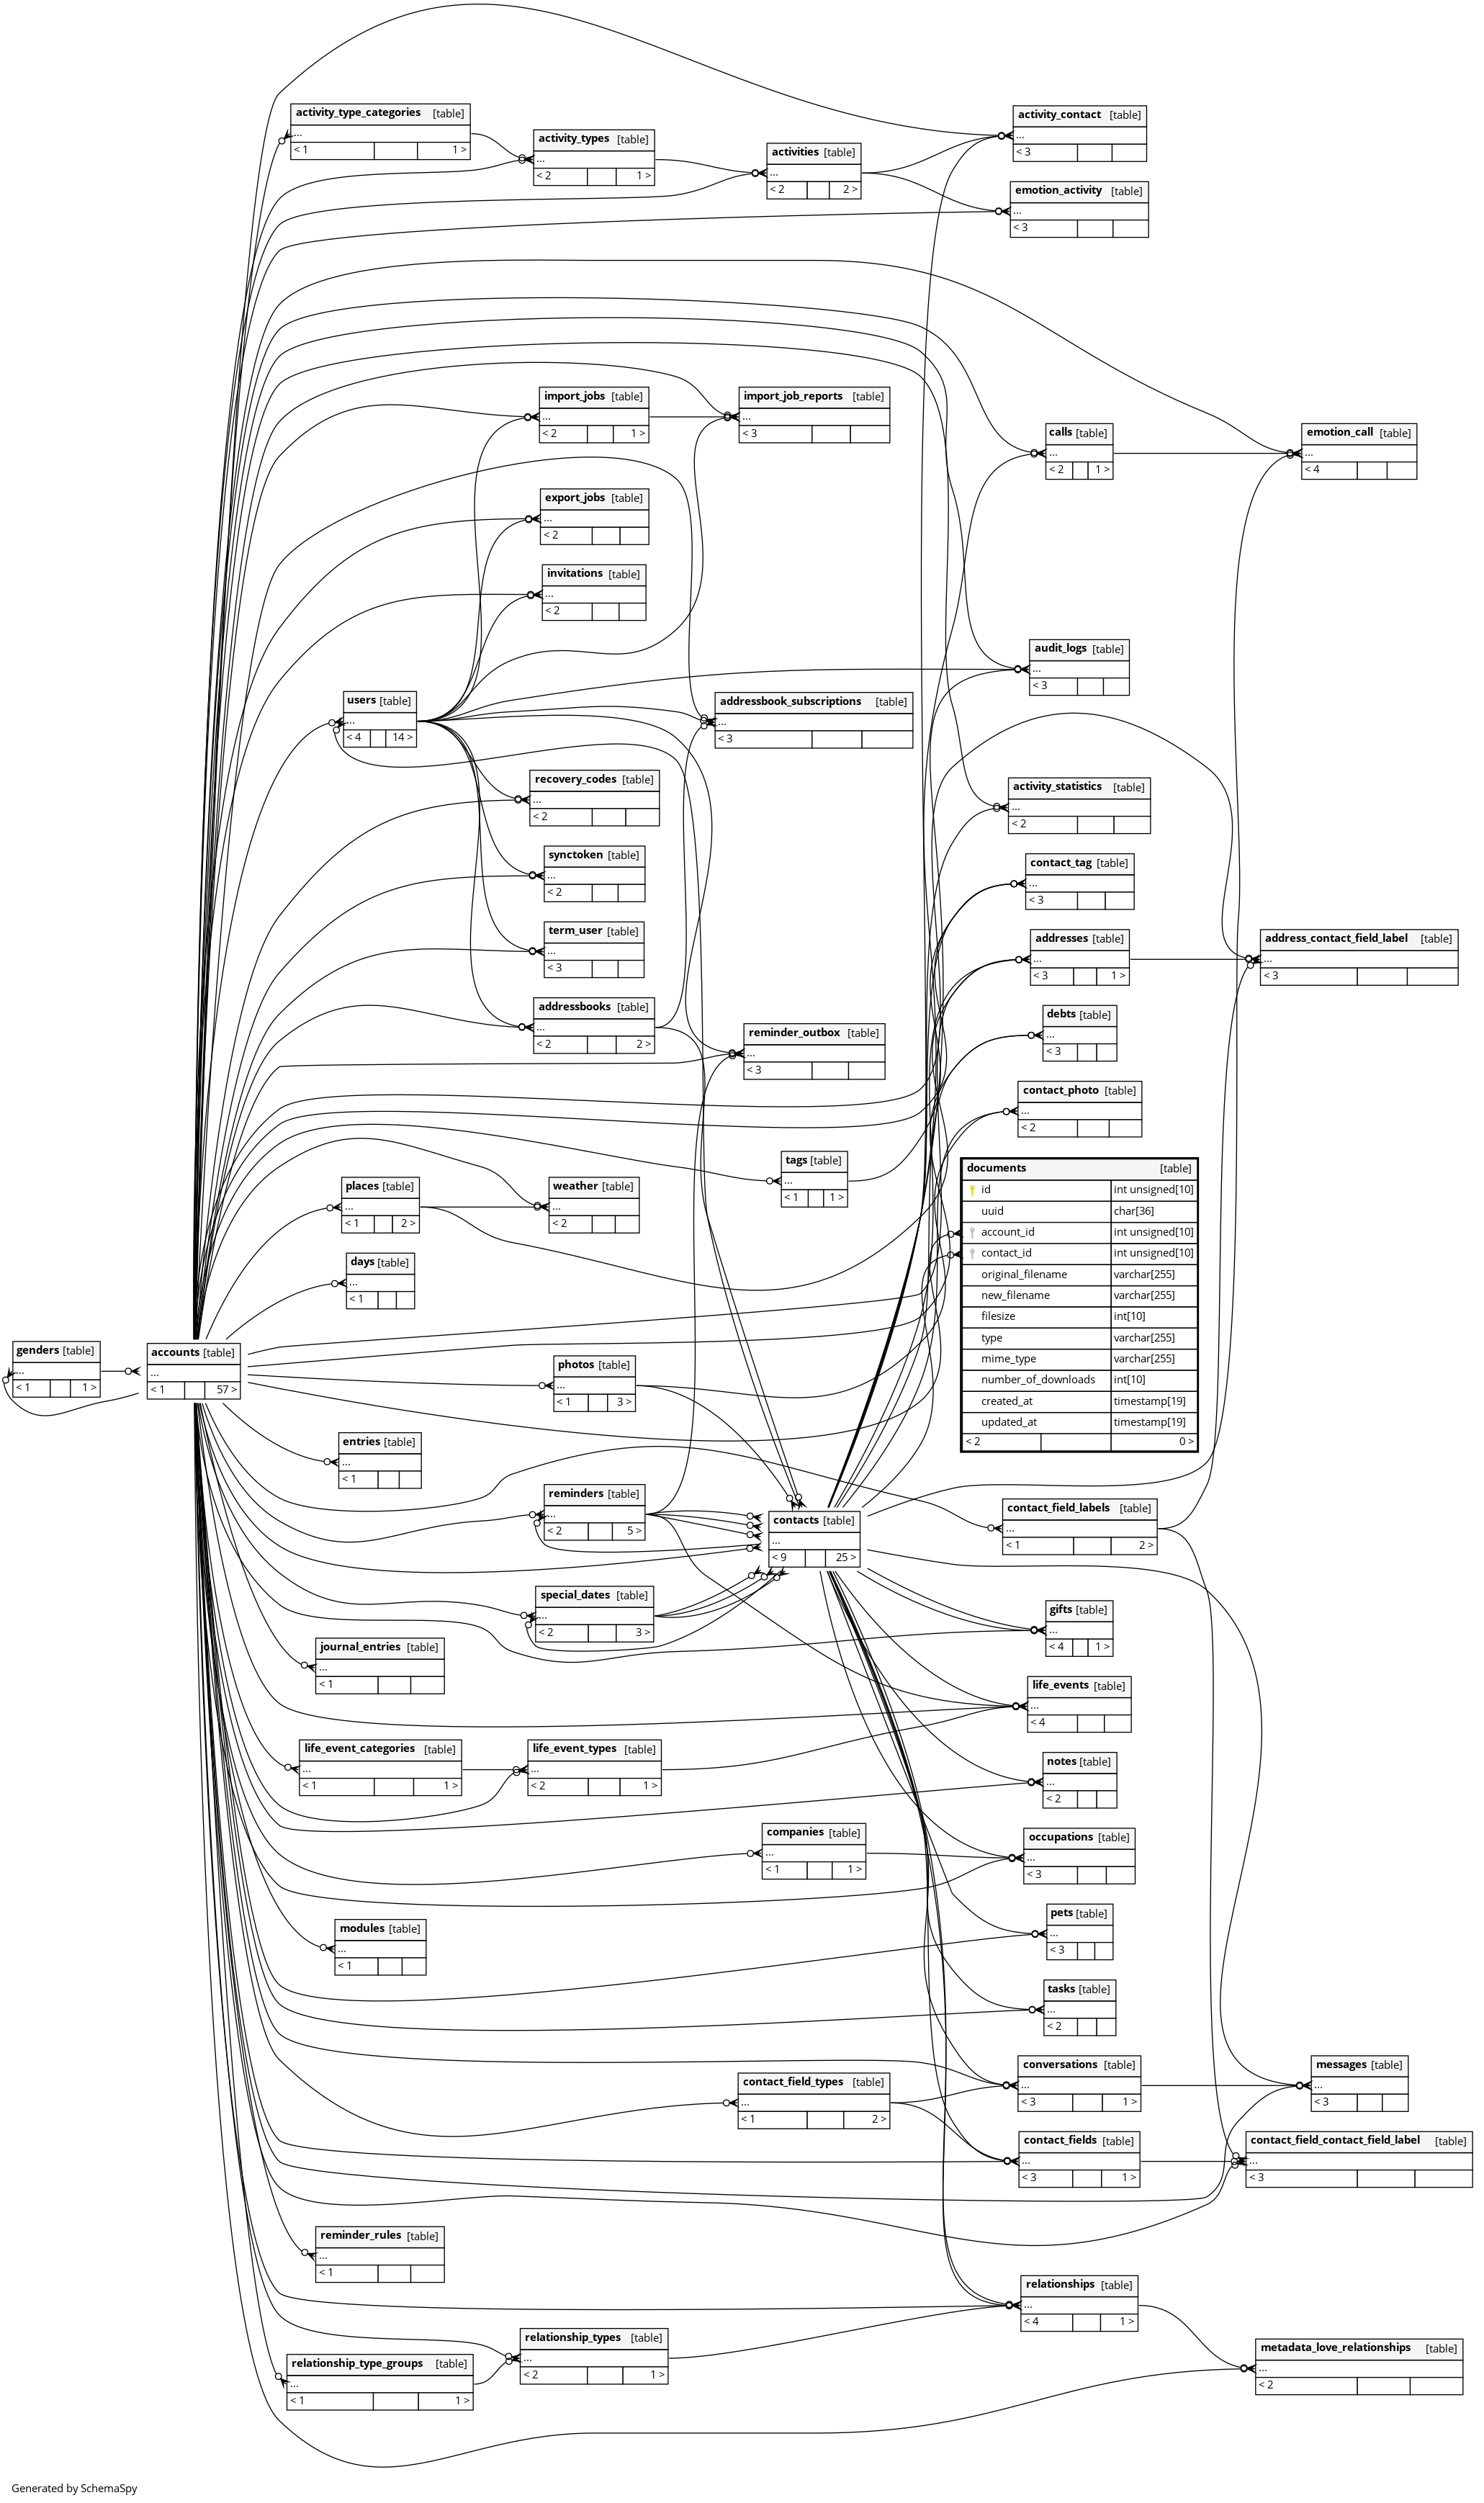 activity_type_categories [table]
...
< 1 1 >
activity_types [table]
...
< 2 1 >
activities [table]
...
< 2 2 >
activity_contact [table]
...
< 3
emotion_activity [table]
...
< 3
import_jobs [table]
...
< 2 1 >
import_job_reports [table]
...
< 3
calls [table]
...
< 2 1 >
emotion_call [table]
...
< 4
export_jobs [table]
...
< 2
invitations [table]
...
< 2
audit_logs [table]
...
< 3
users [table]
...
< 4 14 >
addressbook_subscriptions [table]
...
< 3
recovery_codes [table]
...
< 2
activity_statistics [table]
...
< 2
synctoken [table]
...
< 2
contact_tag [table]
...
< 3
term_user [table]
...
< 3
addresses [table]
...
< 3 1 >
address_contact_field_label [table]
...
< 3
addressbooks [table]
...
< 2 2 >
reminder_outbox [table]
...
< 3
debts [table]
...
< 3
contact_photo [table]
...
< 2
tags [table]
...
< 1 1 >
places [table]
...
< 1 2 >
weather [table]
...
< 2
documents [table]
id int unsigned[10]
uuid char[36]
account_id int unsigned[10]
contact_id int unsigned[10]
original_filename varchar[255]
new_filename varchar[255]
filesize int[10]
type varchar[255]
mime_type varchar[255]
number_of_downloads int[10]
created_at timestamp[19]
updated_at timestamp[19]
< 2 0 >
days [table]
...
< 1
genders [table]
...
< 1 1 >
accounts [table]
...
< 1 57 >
photos [table]
...
< 1 3 >
entries [table]
...
< 1
reminders [table]
...
< 2 5 >
contacts [table]
...
< 9 25 >
contact_field_labels [table]
...
< 1 2 >
special_dates [table]
...
< 2 3 >
gifts [table]
...
< 4 1 >
journal_entries [table]
...
< 1
life_events [table]
...
< 4
life_event_categories [table]
...
< 1 1 >
life_event_types [table]
...
< 2 1 >
notes [table]
...
< 2
companies [table]
...
< 1 1 >
occupations [table]
...
< 3
modules [table]
...
< 1
pets [table]
...
< 3
tasks [table]
...
< 2
conversations [table]
...
< 3 1 >
messages [table]
...
< 3
contact_field_types [table]
...
< 1 2 >
contact_fields [table]
...
< 3 1 >
contact_field_contact_field_label [table]
...
< 3
reminder_rules [table]
...
< 1
relationships [table]
...
< 4 1 >
relationship_types [table]
...
< 2 1 >
metadata_love_relationships [table]
...
< 2
relationship_type_groups [table]
...
< 1 1 >
Generated by SchemaSpy